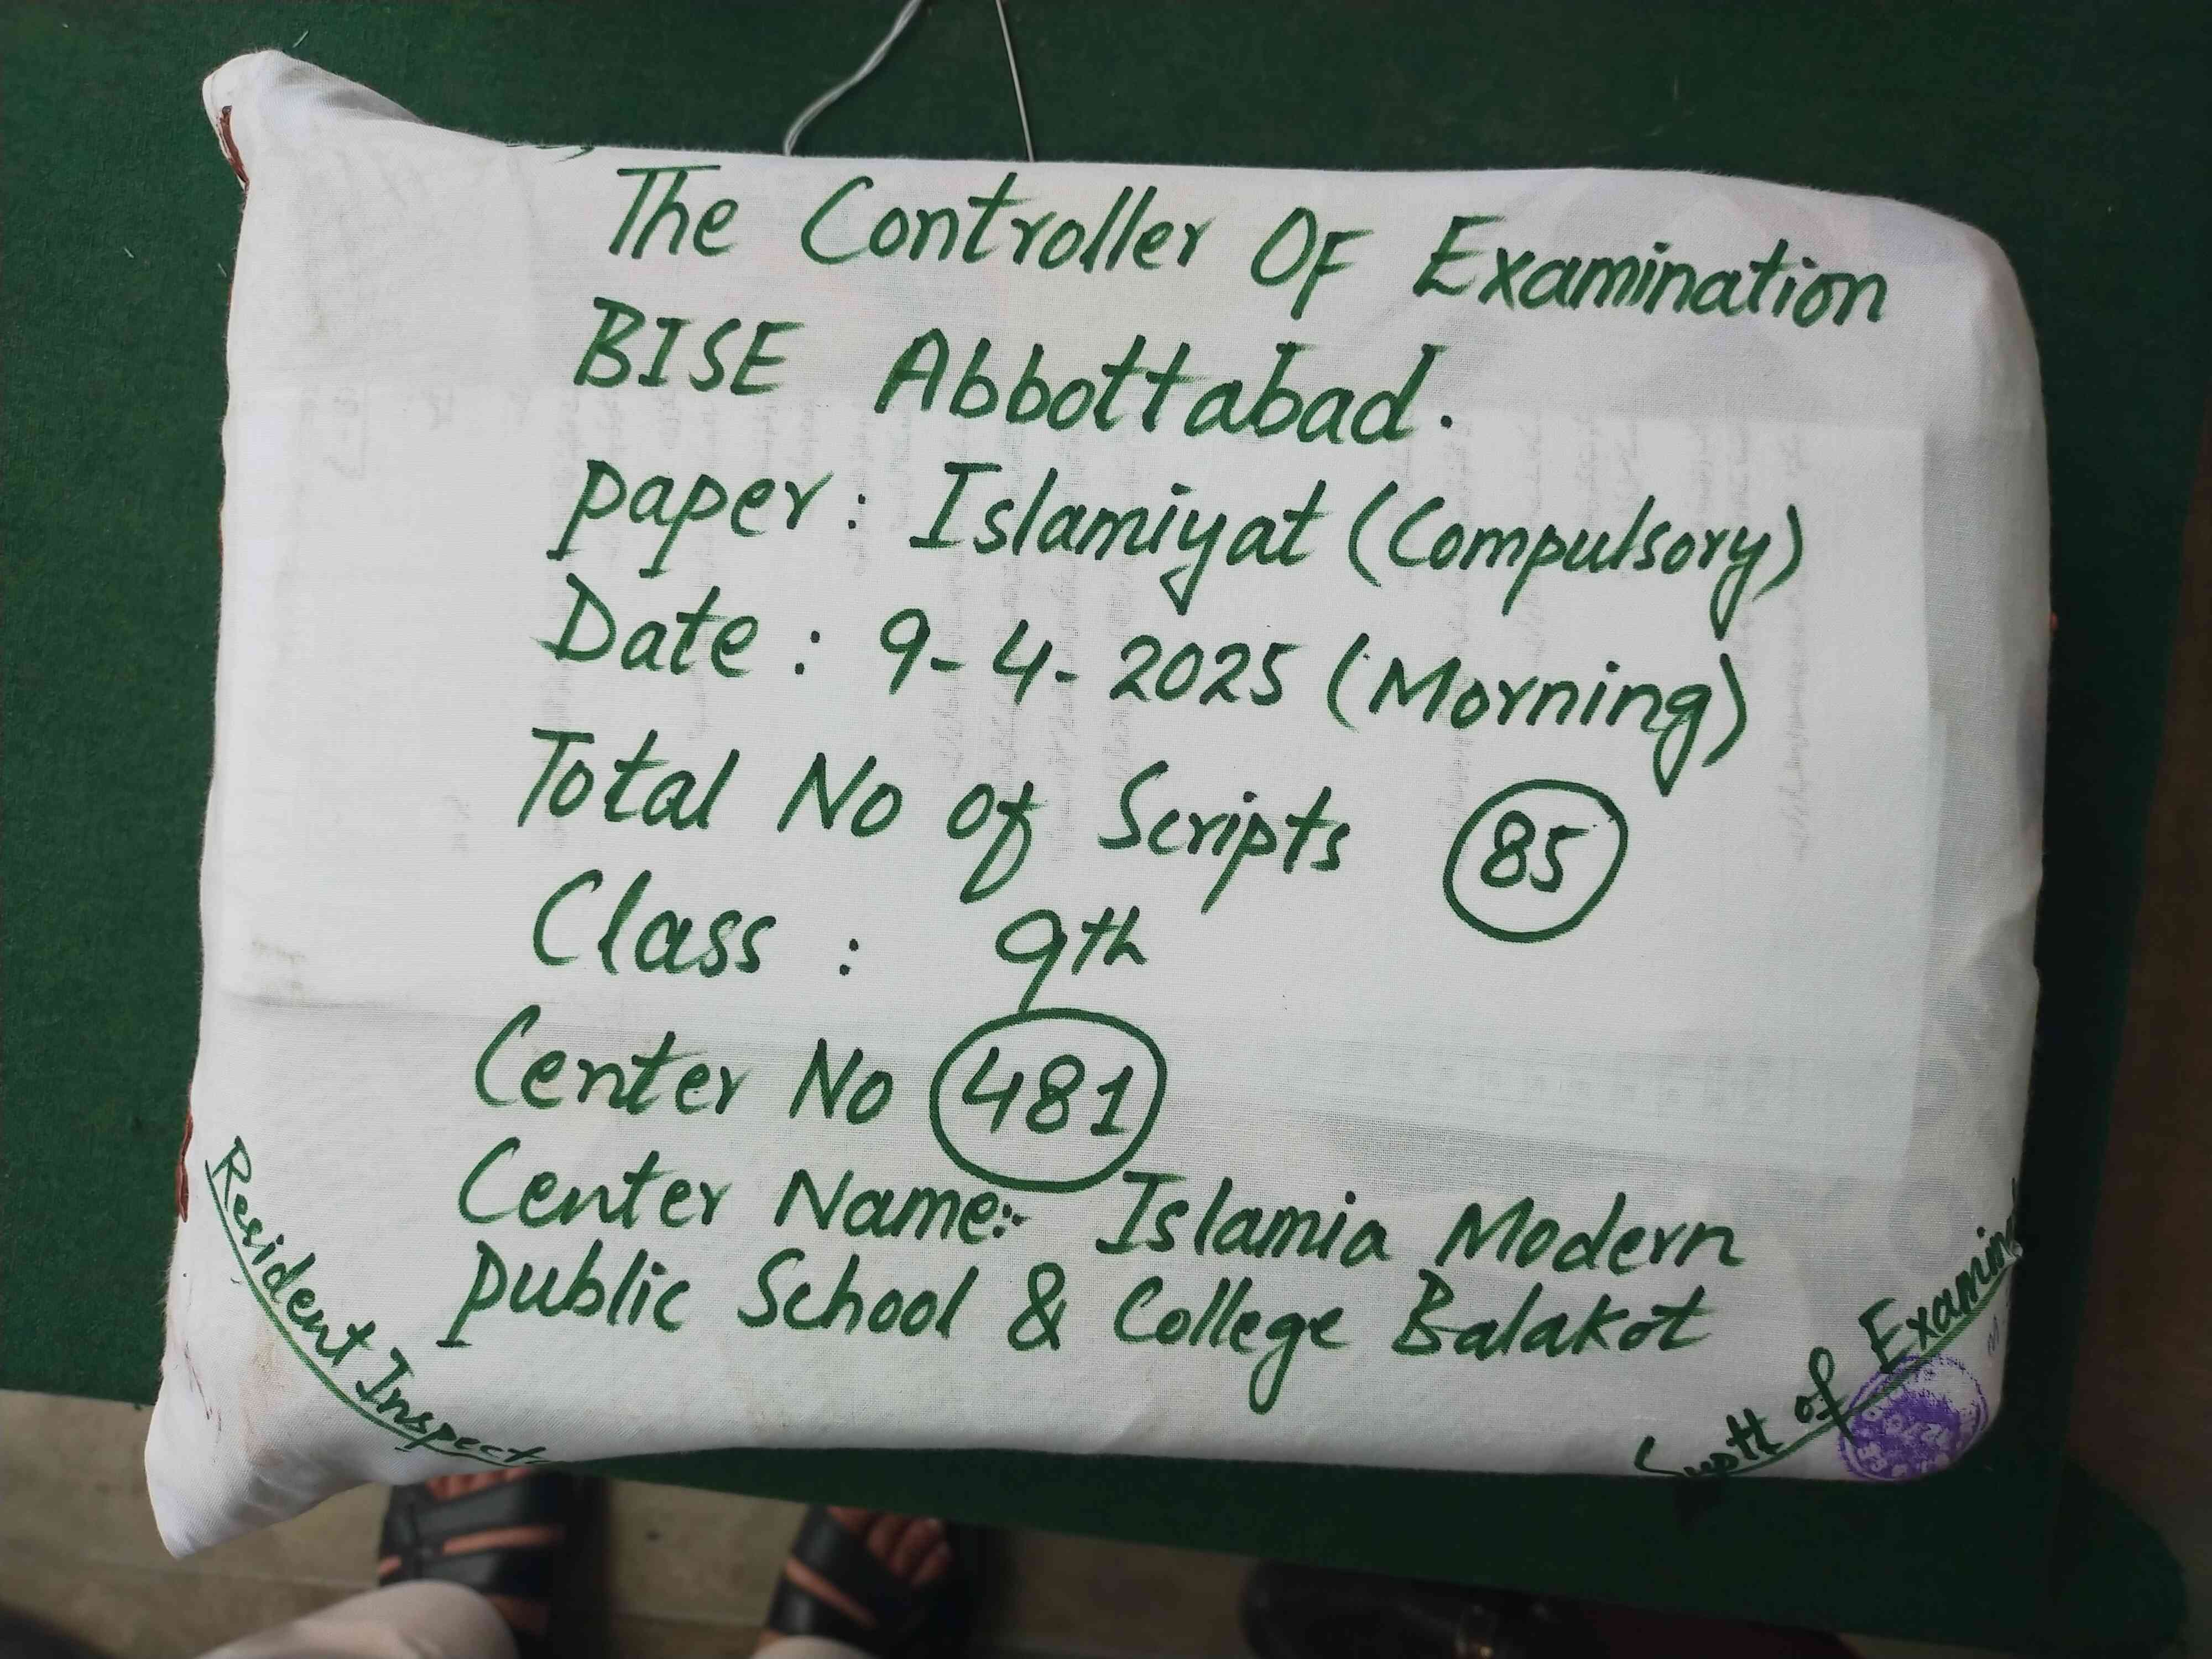 The Controller OF Examination
BISE Abbottabad.
paper : Islamiyat (Compulsory)
Date : 9-4-2025 (Morning)
Total No of Scripts 85
Class : 9th
Center No 481
Center Name:- Islamia Modern
public School & College Balakot
Resident Inspect
Suptt of Examin